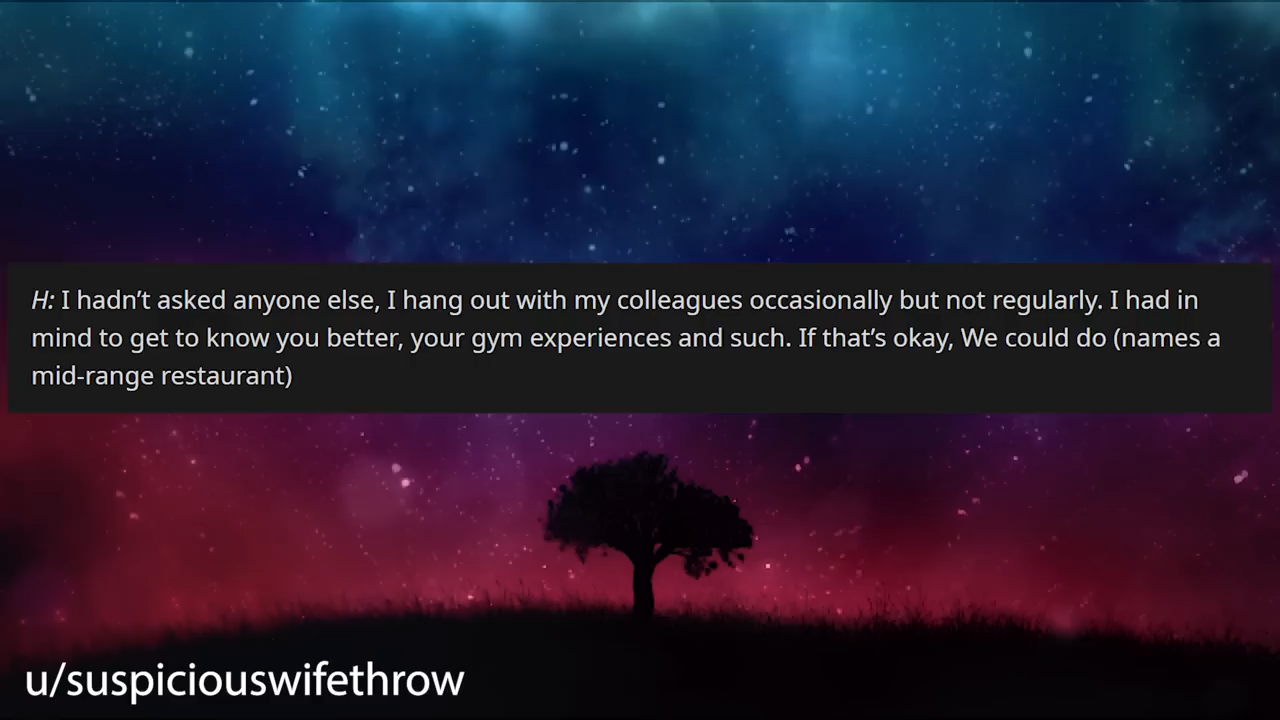 H: I hadn’t asked anyone else, I hang out with my colleagues occasionally but not regularly. I had in
mind to get to know you better, your gym experiences and such. If that’s okay, We could do (names a
mid-range restaurant)
u/suspiciouswifethrow